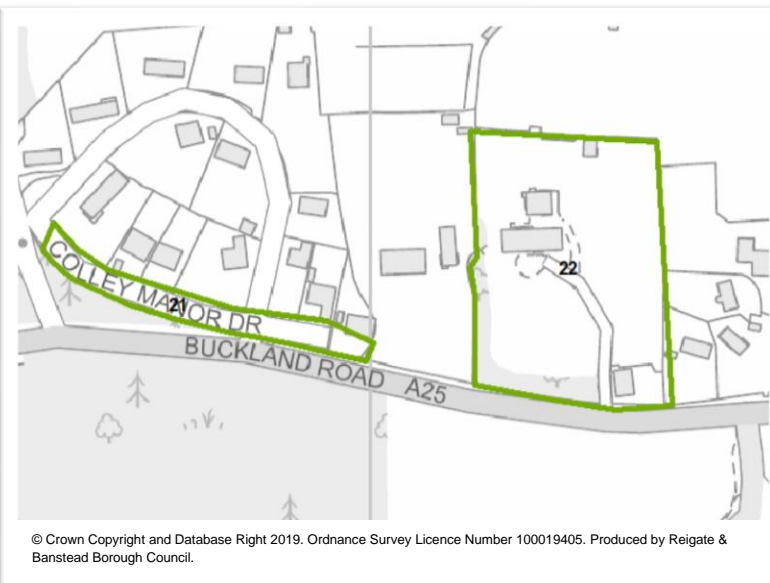 COLLEY MANOR DR
21
22
BUCKLAND ROAD A25
© Crown Copyright and Database Right 2019. Ordnance Survey Licence Number 100019405. Produced by Reigate &
Banstead Borough Council.